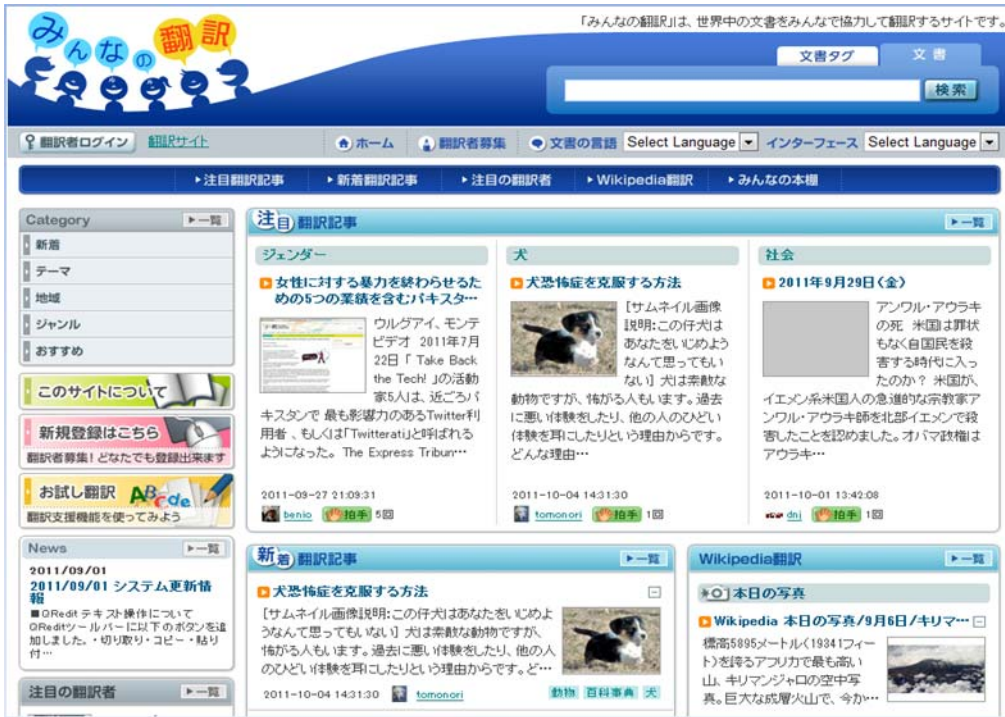 「みんなの翻訳」は、世界中の文書をみんなで協力して翻訳するサイトです。
みんなの翻訳
文書タグ
文書
検索
翻訳者ログイン
翻訳サイト
ホーム
翻訳者募集
文書の言語
Select Language
インターフェース
Select Language
注目翻訳記事
新着翻訳記事
注目の翻訳者
Wikipedia翻訳
みんなの本棚
Category
一覧
新着
テーマ
地域
ジャンル
おすすめ
このサイトについて
新規登録はこちら
翻訳者募集!どなたでも登録出来ます
お試し翻訳 ABcde
翻訳支援機能を使ってみよう
News
一覧
2011/09/01
2011/09/01 システム更新情
報
■QRedit テキスト操作について
QReditツールバーに以下のボタンを追
加しました。・切り取り・コピー・貼り
付…
注目の翻訳者
一覧
注目翻訳記事
一覧
ジェンダー
女性に対する暴力を終わらせるた
めの5つの業績を含むパキスタ…
ウルグアイ、モンテ
ビデオ 2011年7月
22日「 Take Back
the Tech! 」の活動
家5人は、近ごろパ
キスタンで 最も影響力のあるTwitter利
用者 、もしくは「Twitterati」と呼ばれる
ようになった。 The Express Tribun…
2011-09-27 21:09:31
benio
拍手 5回
犬
犬恐怖症を克服する方法
[サムネイル画像
説明:この仔犬は
あなたをいじめよう
なんて思ってもい
ない] 犬は素敵な
動物ですが、怖がる人もいます。過去
に悪い体験をしたり、他の人のひどい
体験を耳にしたりという理由からです。
どんな理由…
2011-10-04 14:31:30
tomonori
拍手 1回
社会
2011年9月29日(金)
アンワル・アウラキ
の死 米国は罪状
もなく自国民を殺
害する時代に入っ
たのか? 米国が、
イエメン系米国人の急進的な宗教家ア
ンワル・アウラキ師を北部イエメンで殺
害したことを認めました。オバマ政権は
アウラキ…
2011-10-01 13:42:08
dnj
拍手 1回
新着翻訳記事
一覧
犬恐怖症を克服する方法
[サムネイル画像説明:この仔犬はあなたをいじめよ
うなんて思ってもいない] 犬は素敵な動物ですが、
怖がる人もいます。過去に悪い体験をしたり、他の人
のひどい体験を耳にしたりという理由からです。ど…
2011-10-04 14:31:30
tomonori
動物 百科事典 犬
Wikipedia翻訳
一覧
本日の写真
Wikipedia 本日の写真/9月6日/キリマ…
標高5895メートル(19341フィー
ト)を誇るアフリカで最も高い
山、キリマンジャロの空中写
真。巨大な成層火山で、今か…